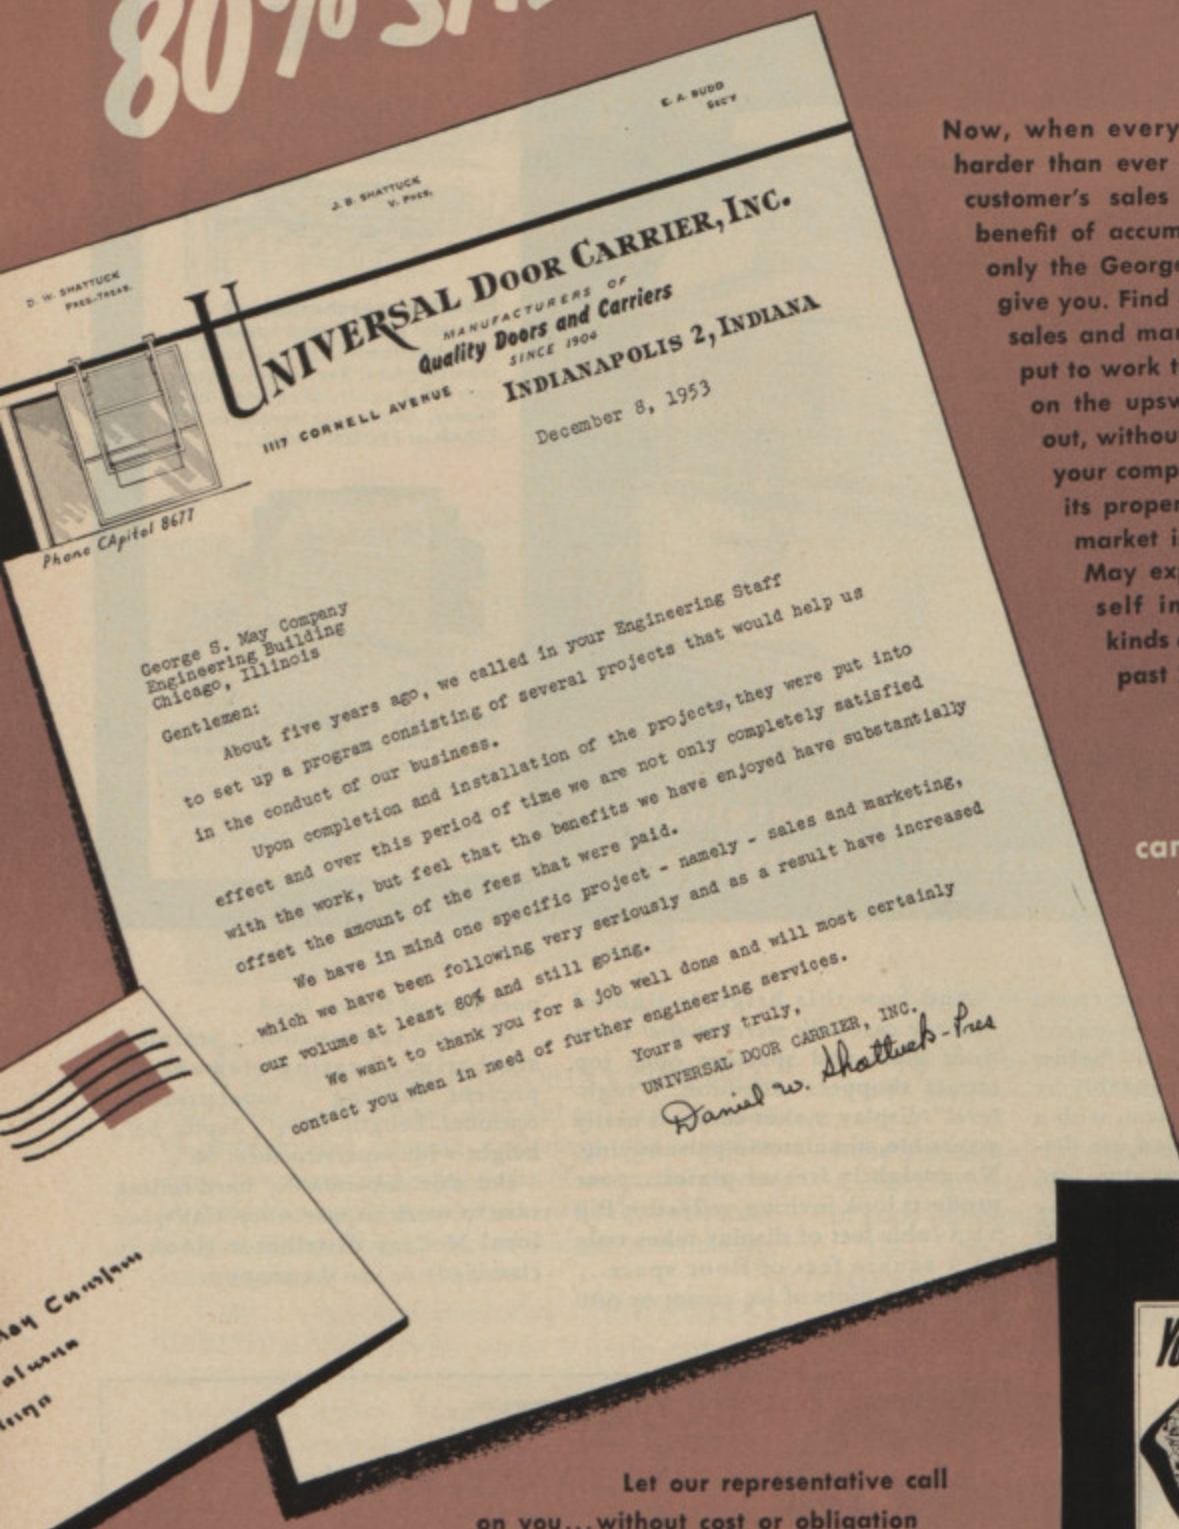 80%
E. A. BUDD
SEC'Y
J. B. SHATTUCK
V. PRES.
D. W. SHATTUCK
PRES.-TREAS.
UNIVERSAL DOOR CARRIER, INC.
MANUFACTURERS OF
Quality Doors and Carriers
SINCE 1904
1117 CORNELL AVENUE · INDIANAPOLIS 2, INDIANA
Phone CApitol 8677
December 8, 1953
George S. May Company
Engineering Building
Chicago, Illinois
Gentlemen:
About five years ago, we called in your Engineering Staff
to set up a program consisting of several projects that would help us
in the conduct of our business.
Upon completion and installation of the projects, they were put into
effect and over this period of time we are not only completely satisfied
with the work, but feel that the benefits we have enjoyed have substantially
offset the amount of the fees that were paid.
We have in mind one specific project - namely - sales and marketing,
which we have been following very seriously and as a result have increased
our volume at least 80% and still going.
We want to thank you for a job well done and will most certainly
contact you when in need of further engineering services.
Yours very truly,
UNIVERSAL DOOR CARRIER, INC.
Daniel W. Shattuck-Pres
Now, when every
harder than ever
customer's sales
benefit of accum
only the George
give you. Find
sales and mar
put to work t
on the upsw
out, withou
your comp
its proper
market i
May ex
self in
kinds
past
car
Let our representative call
on you...without cost or obligation